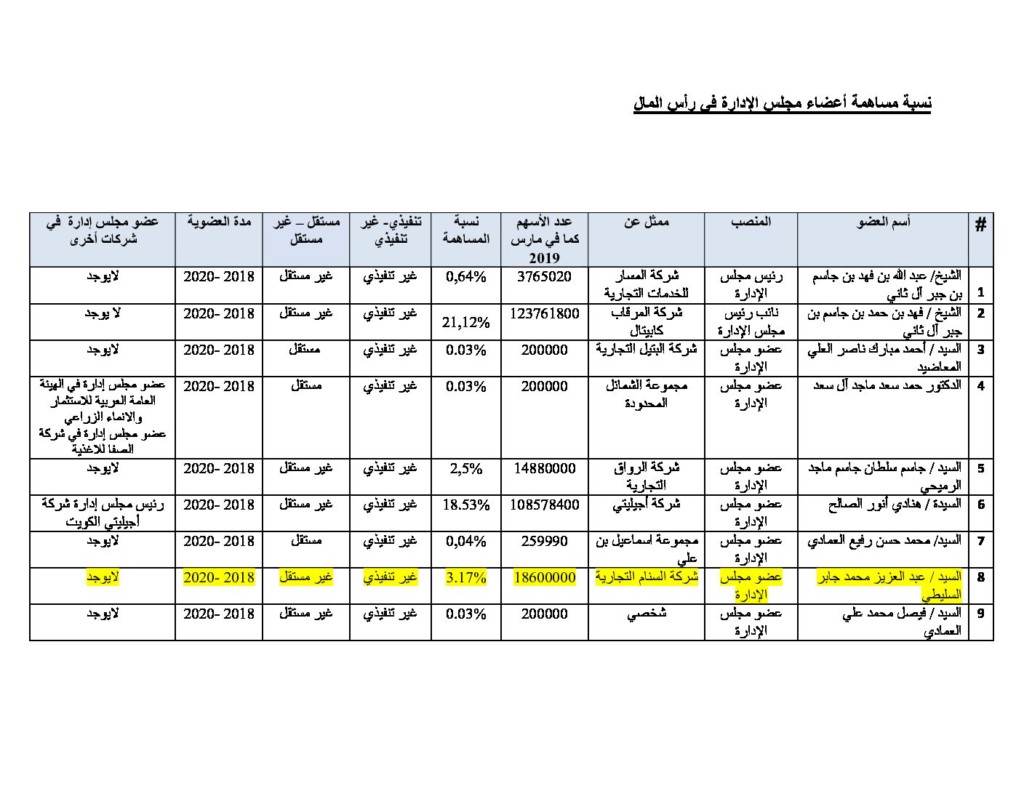 نسبة مساهمة أعضاء مجلس الإدارة في رأس المال
# أسم العضو المنصب ممثل عن عدد الأسهم كما في مارس 2019 نسبة المساهمة تنفيذي- غير تنفيذي مستقل – غير مستقل مدة العضوية عضو مجلس إدارة في شركات أخرى
1 الشيخ/ عبد الله بن فهد بن جاسم بن جبر آل ثاني رئيس مجلس الإدارة شركة المسار للخدمات التجارية 3765020 0,64% غير تنفيذي غير مستقل 2018 -2020 لايوجد
2 الشيخ / فهد بن حمد بن جاسم بن جبر آل ثاني نائب رئيس مجلس الإدارة شركة المرقاب كابيتال 123761800 21,12% غير تنفيذي غير مستقل 2018 -2020 لا يوجد
3 السيد / أحمد مبارك ناصر العلي المعاضيد عضو مجلس الإدارة شركة البتيل التجارية 200000 0.03% غير تنفيذي مستقل 2018 -2020 لايوجد
4 الدكتور حمد سعد ماجد آل سعد عضو مجلس الإدارة مجموعة الشمائل المحدودة 200000 0.03% غير تنفيذي مستقل 2018 -2020 عضو مجلس إدارة في الهيئة العامة العربية للاستثمار والانماء الزراعي عضو مجلس إدارة في شركة الصفا للاغذية
5 السيد / جاسم سلطان جاسم ماجد الرميحي عضو مجلس الإدارة شركة الرواق التجارية 14880000 2,5% غير تنفيذي غير مستقل 2018 -2020 لايوجد
6 السيدة / هنادي أنور الصالح عضو مجلس الإدارة شركة أجيليتي 108578400 18.53% غير تنفيذي غير مستقل 2018 -2020 رئيس مجلس إدارة شركة أجيليتي الكويت
7 السيد/ محمد حسن رفيع العمادي عضو مجلس الإدارة مجموعة اسماعيل بن علي 259990 0,04% غير تنفيذي مستقل 2018 -2020 لايوجد
8 السيد / عبد العزيز محمد جابر السليطي عضو مجلس الإدارة شركة السنام التجارية 18600000 3.17% غير تنفيذي غير مستقل 2018 -2020 لايوجد
9 السيد / فيصل محمد علي العمادي عضو مجلس الإدارة شخصي 200000 0.03% غير تنفيذي غير مستقل 2018 -2020 لايوجد